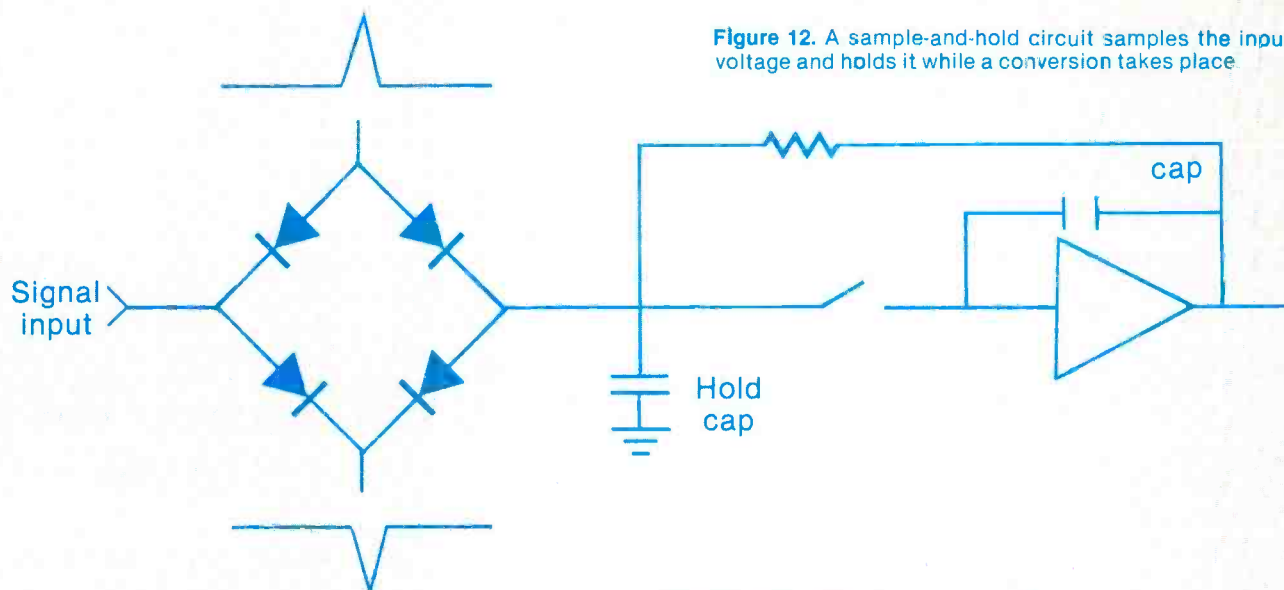 Figure 12. A sample-and-hold circuit samples the inpu
voltage and holds it while a conversion takes place
cap
Signal
input
Hold
cap